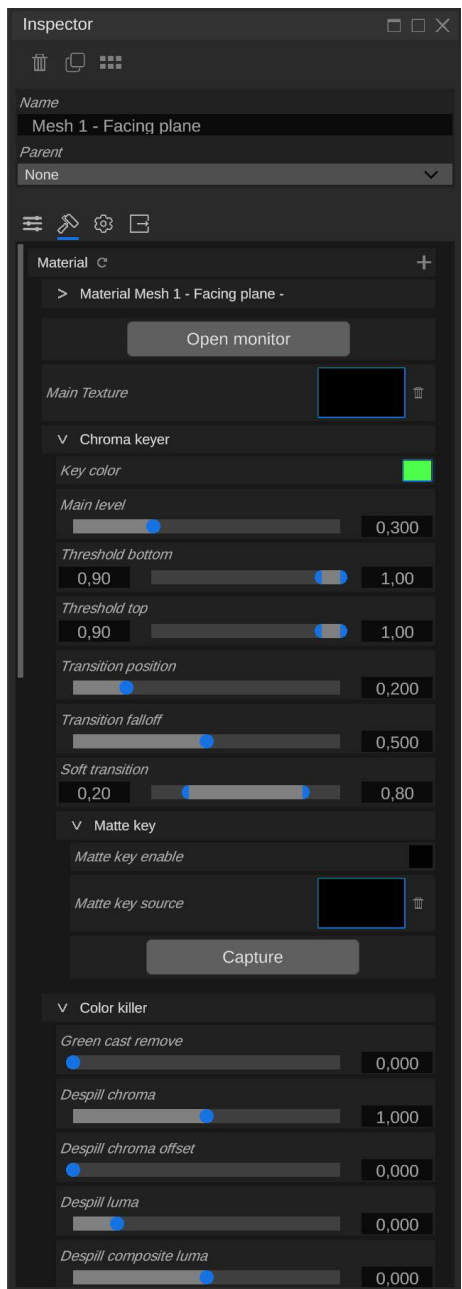 Inspector
Name
Mesh 1 - Facing plane
Parent
None
Material
Material Mesh 1 - Facing plane -
Open monitor
Main Texture
Chroma keyer
Key color
Main level
0,300
Threshold bottom
0,90 1,00
Threshold top
0,90 1,00
Transition position
0,200
Transition falloff
0,500
Soft transition
0,20 0,80
Matte key
Matte key enable
Matte key source
Capture
Color killer
Green cast remove
0,000
Despill chroma
1,000
Despill chroma offset
0,000
Despill luma
0,000
Despill composite luma
0,000